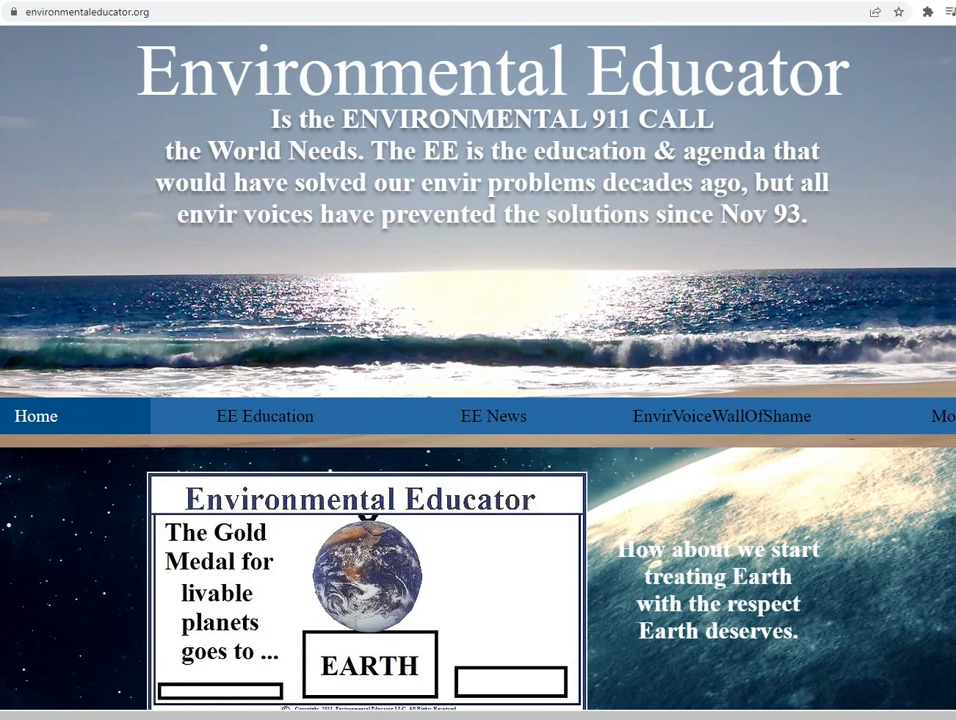 environmentaleducator.org
Environmental Educator
Is the ENVIRONMENTAL 911 CALL
the World Needs. The EE is the education & agenda that
would have solved our envir problems decades ago, but all
envir voices have prevented the solutions since Nov 93.
Home EE Education EE News EnvirVoiceWallOfShame Mo
Environmental Educator
The Gold
Medal for
livable
planets
goes to ...
EARTH
How about we start
treating Earth
with the respect
Earth deserves.
© Copyright 2011 Environmental Educator LLC. All Rights Reserved